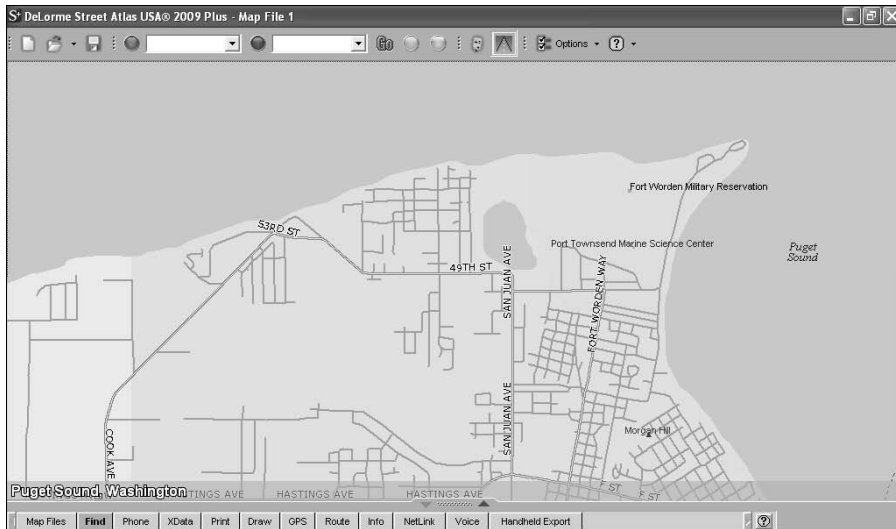 DeLorme Street Atlas USA® 2009 Plus - Map File 1
Go
Options
?
Fort Worden Military Reservation
53RD ST
Port Townsend Marine Science Center
Puget
Sound
49TH ST
SAN JUAN AVE
FORT WORDEN WAY
SAN JUAN AVE
Morgan Hill
COOK AVE
F ST
F ST
Puget Sound, Washington
HASTINGS AVE
HASTINGS AVE
HASTINGS AVE
Map Files
Find
Phone
XData
Print
Draw
GPS
Route
Info
NetLink
Voice
Handheld Export
?